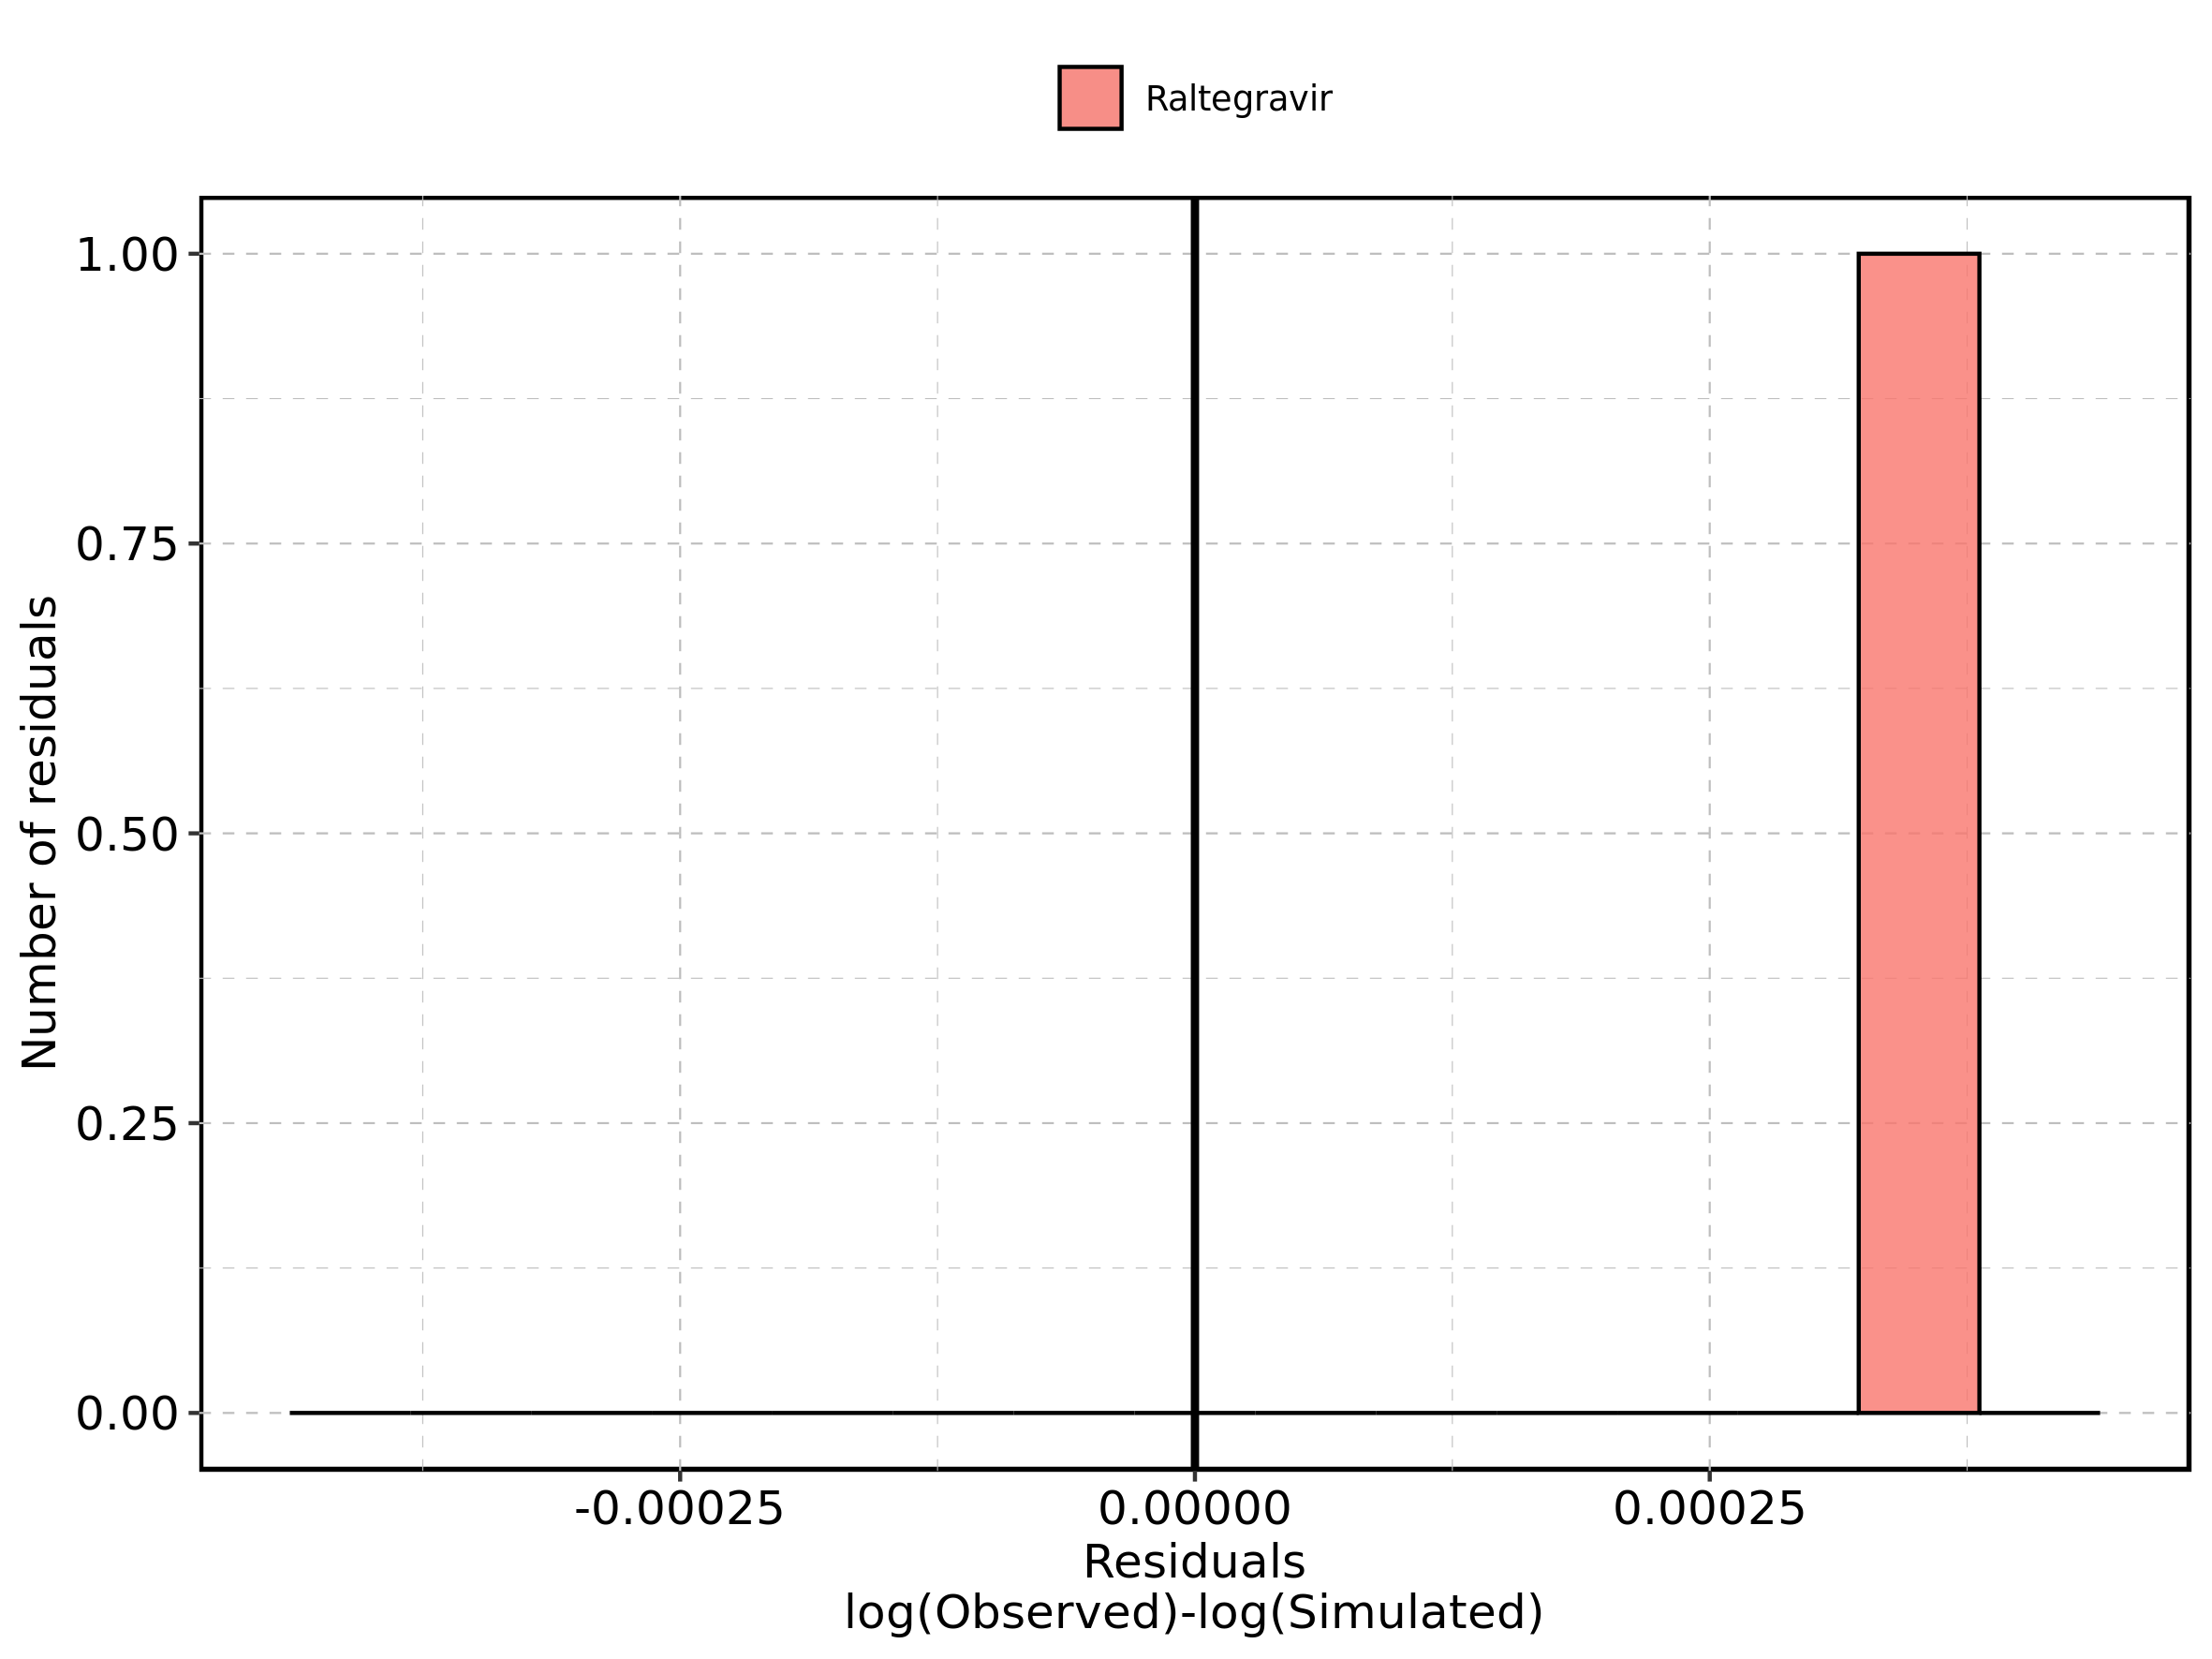 Raltegravir
1.00
0.75
0.50
0.25
0.00
Number of residuals
-0.00025
0.00000
0.00025
Residuals
log(Observed)-log(Simulated)